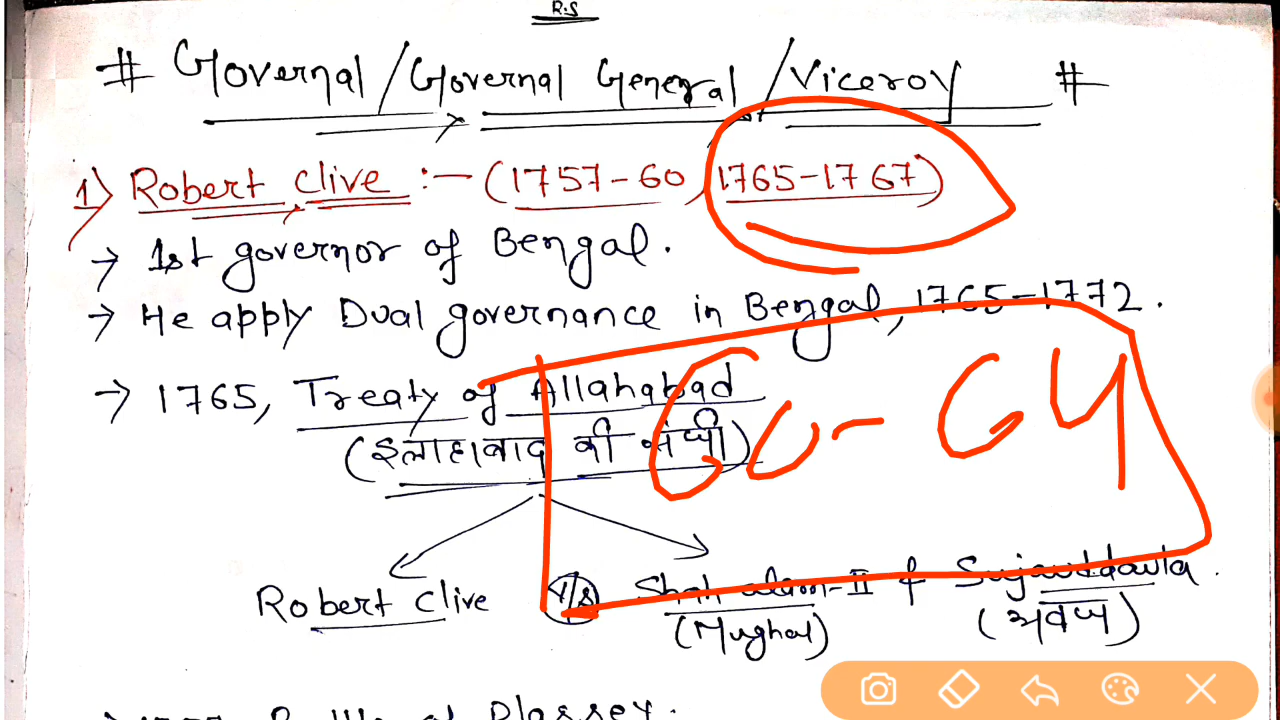 R.S
# Governal/Governal General/Viceroy #
1) Robert clive :- (1757-60, 1765-1767)
→ 1st governor of Bengal.
→ He apply Dual governance in Bengal, 1765-1772.
→ 1765, Treaty of Allahabad
(इलाहाबाद की संधी)
60-64
Robert Clive V/s Shah alam-II & Sujauddaula.
(Mughal) (अवध)
Plassey.